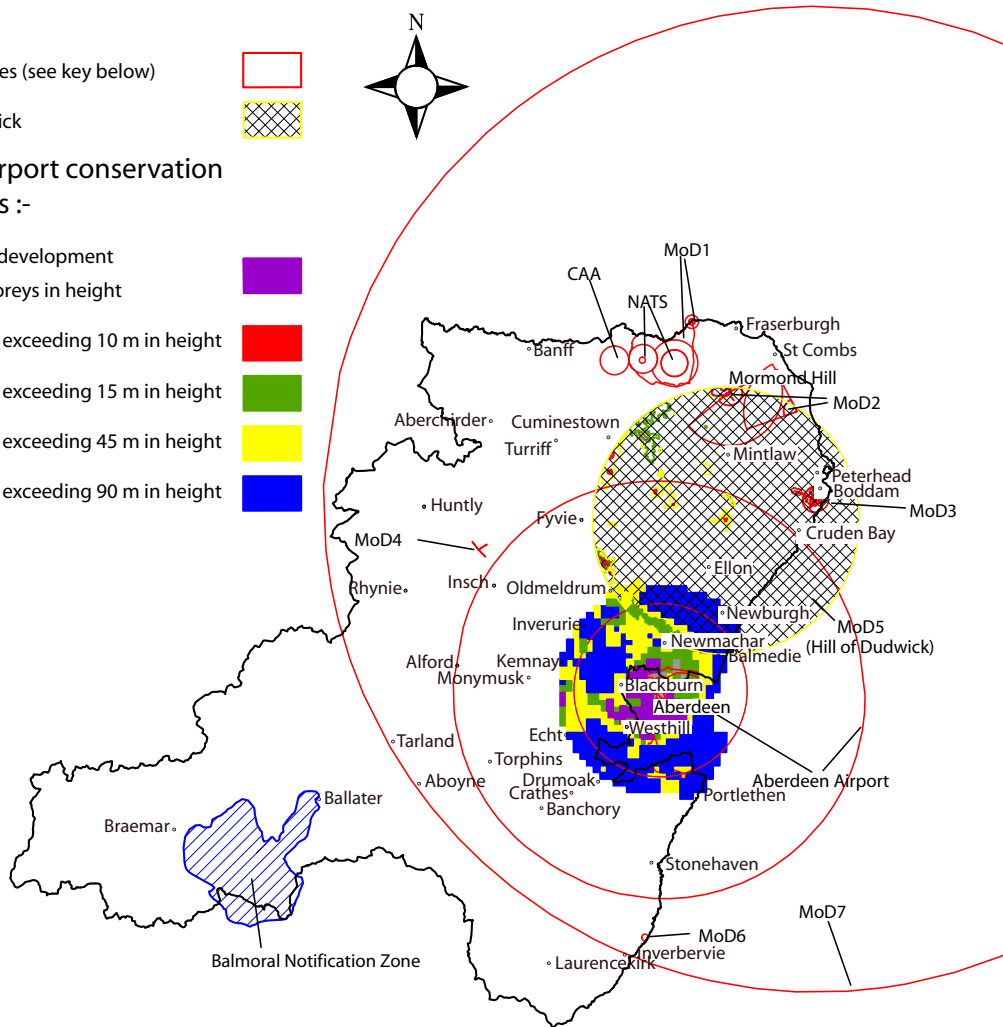 N
es (see key below)
ick
rport conservation
s :-
development
oreys in height
exceeding 10 m in height
exceeding 15 m in height
exceeding 45 m in height
exceeding 90 m in height
MoD1
CAA
NATS
Fraserburgh
Banff
St Combs
Mormond Hill
MoD2
Aberchirder
Cuminestown
Turriff
Mintlaw
Peterhead
Boddam
Huntly
MoD3
Fyvie
Cruden Bay
MoD4
Ellon
Rhynie
Insch
Oldmeldrum
Newburgh
Inverurie
MoD5
(Hill of Dudwick)
Newmachar
Balmedie
Alford
Kemnay
Monymusk
Blackburn
Aberdeen
Westhill
Echt
Tarland
Torphins
Aberdeen Airport
Aboyne
Drumoak
Crathes
Portlethen
Ballater
Banchory
Braemar
Stonehaven
MoD7
MoD6
Inverbervie
Balmoral Notification Zone
Laurencekirk